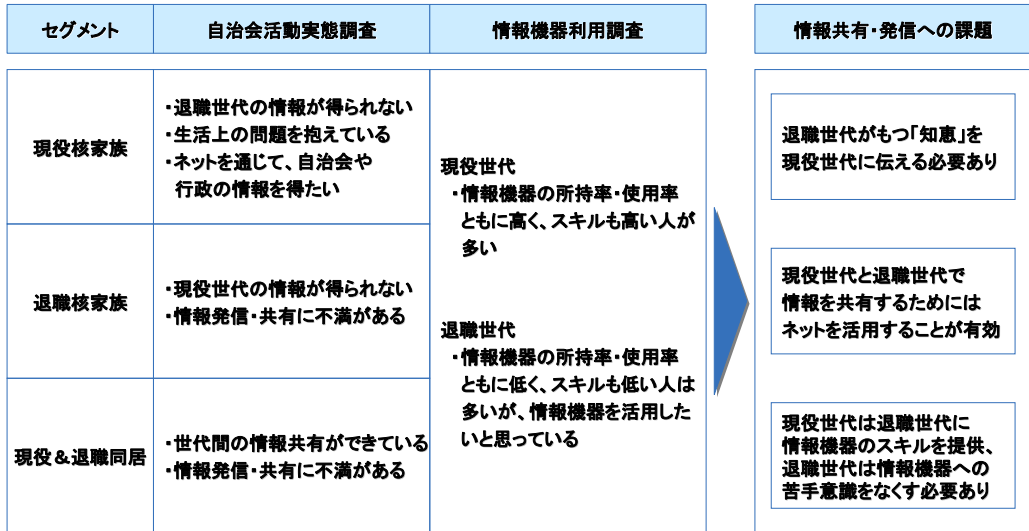 セグメント
自治会活動実態調査
情報機器利用調査
情報共有・発信への課題
現役核家族
・退職世代の情報が得られない
・生活上の問題を抱えている
・ネットを通じて、自治会や
行政の情報を得たい
退職核家族
・現役世代の情報が得られない
・情報発信・共有に不満がある
現役＆退職同居
・世代間の情報共有ができている
・情報発信・共有に不満がある
現役世代
・情報機器の所持率・使用率
ともに高く、スキルも高い人が
多い
退職世代
・情報機器の所持率・使用率
ともに低く、スキルも低い人は
多いが、情報機器を活用した
いと思っている
退職世代がもつ「知恵」を
現役世代に伝える必要あり
現役世代と退職世代で
情報を共有するためには
ネットを活用することが有効
現役世代は退職世代に
情報機器のスキルを提供、
退職世代は情報機器への
苦手意識をなくす必要あり